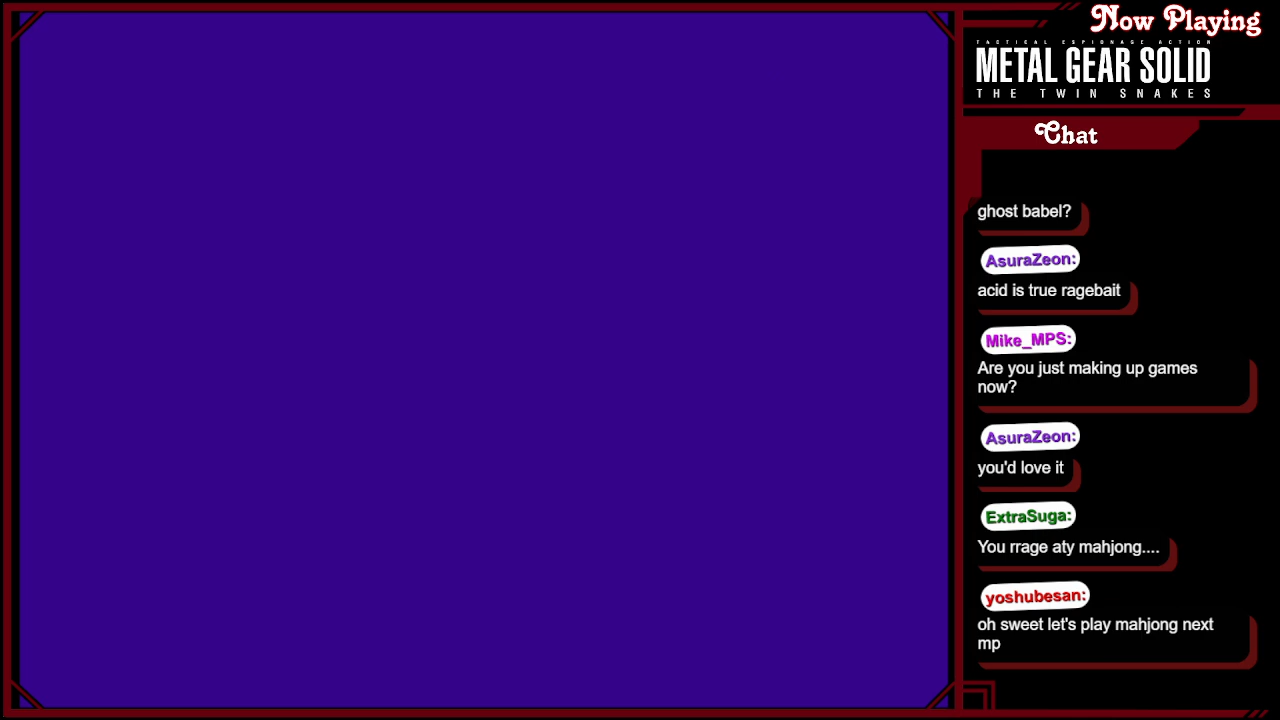 Now Playing
TACTICAL ESPIONAGE ACTION
METAL GEAR SOLID
THE TWIN SNAKES
Chat
ghost babel?
AsuraZeon:
acid is true ragebait
Mike_MPS:
Are you just making up games
now?
AsuraZeon:
you'd love it
ExtraSuga:
You rrage aty mahjong....
yoshubesan:
oh sweet let's play mahjong next
mp